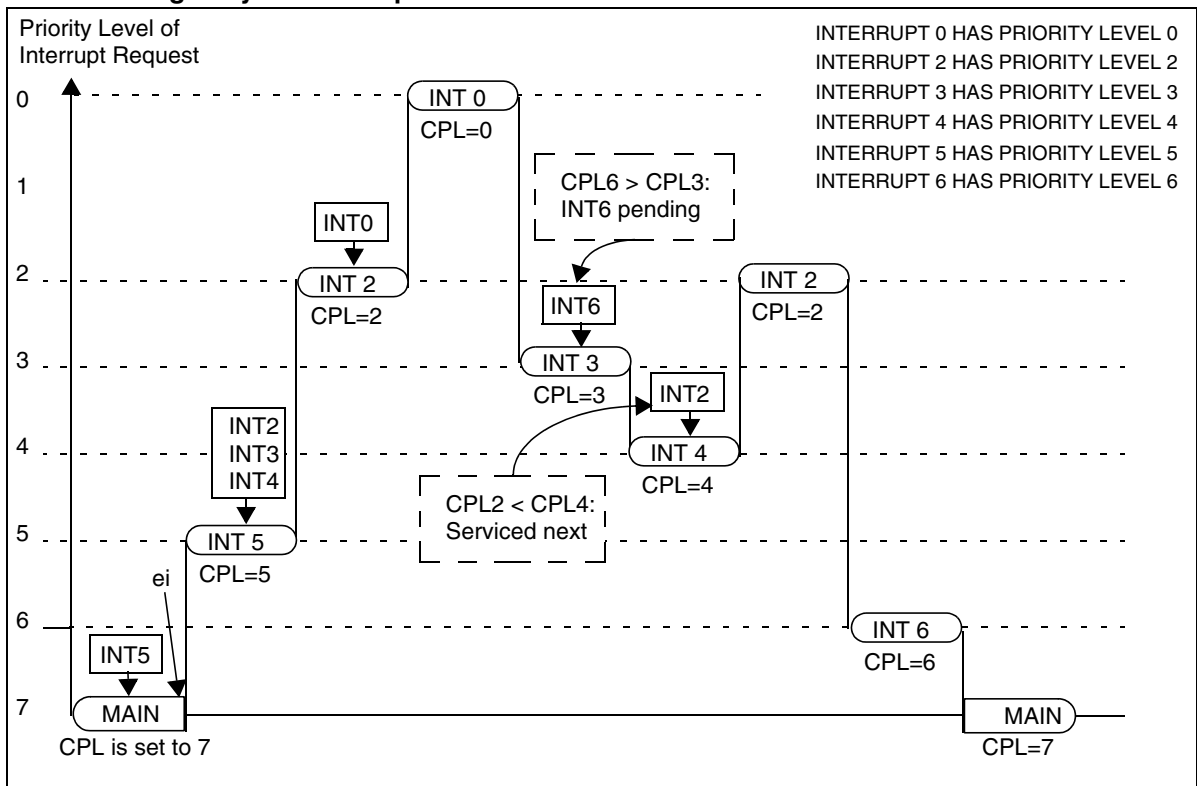 Priority Level of
Interrupt Request
INTERRUPT 0 HAS PRIORITY LEVEL 0
INTERRUPT 2 HAS PRIORITY LEVEL 2
INTERRUPT 3 HAS PRIORITY LEVEL 3
INTERRUPT 4 HAS PRIORITY LEVEL 4
INTERRUPT 5 HAS PRIORITY LEVEL 5
INTERRUPT 6 HAS PRIORITY LEVEL 6
0
INT 0
CPL=0
1
CPL6 > CPL3:
INT6 pending
INT0
2
INT 2
CPL=2
INT6
INT 2
CPL=2
3
INT 3
CPL=3
INT2
INT2
INT3
INT4
4
INT 4
CPL=4
CPL2 < CPL4:
Serviced next
5
INT 5
CPL=5
ei
6
INT5
INT 6
CPL=6
7
MAIN
CPL is set to 7
MAIN
CPL=7